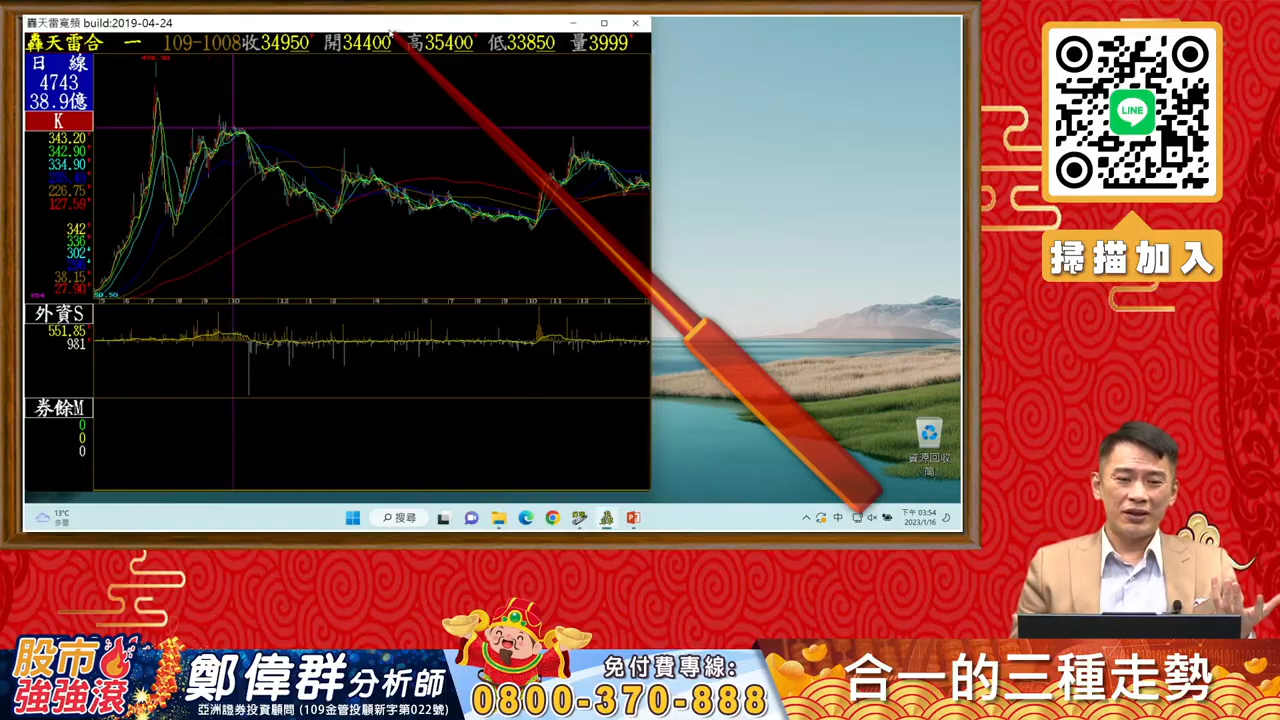 轟天雷寬頻 build:2019-04-24
轟天雷合 一 109-1008收34950 開34400 高35400 低33850 量3999
日 線
4743
38.9億
K
343.20
342.90
334.90
226.75
127.59
342
336
302
38.15
27.90
外資S
551.85
981
券餘M
0
0
0
資源回收
筒
13°C
多雲
搜尋
中
下午 03:54
2023/1/16
LINE
掃描加入
股市
強強滾
鄭偉群分析師
亞洲證券投資顧問 (109金管投顧新字第022號)
免付費專線:
0800-370-888
合一的三種走勢